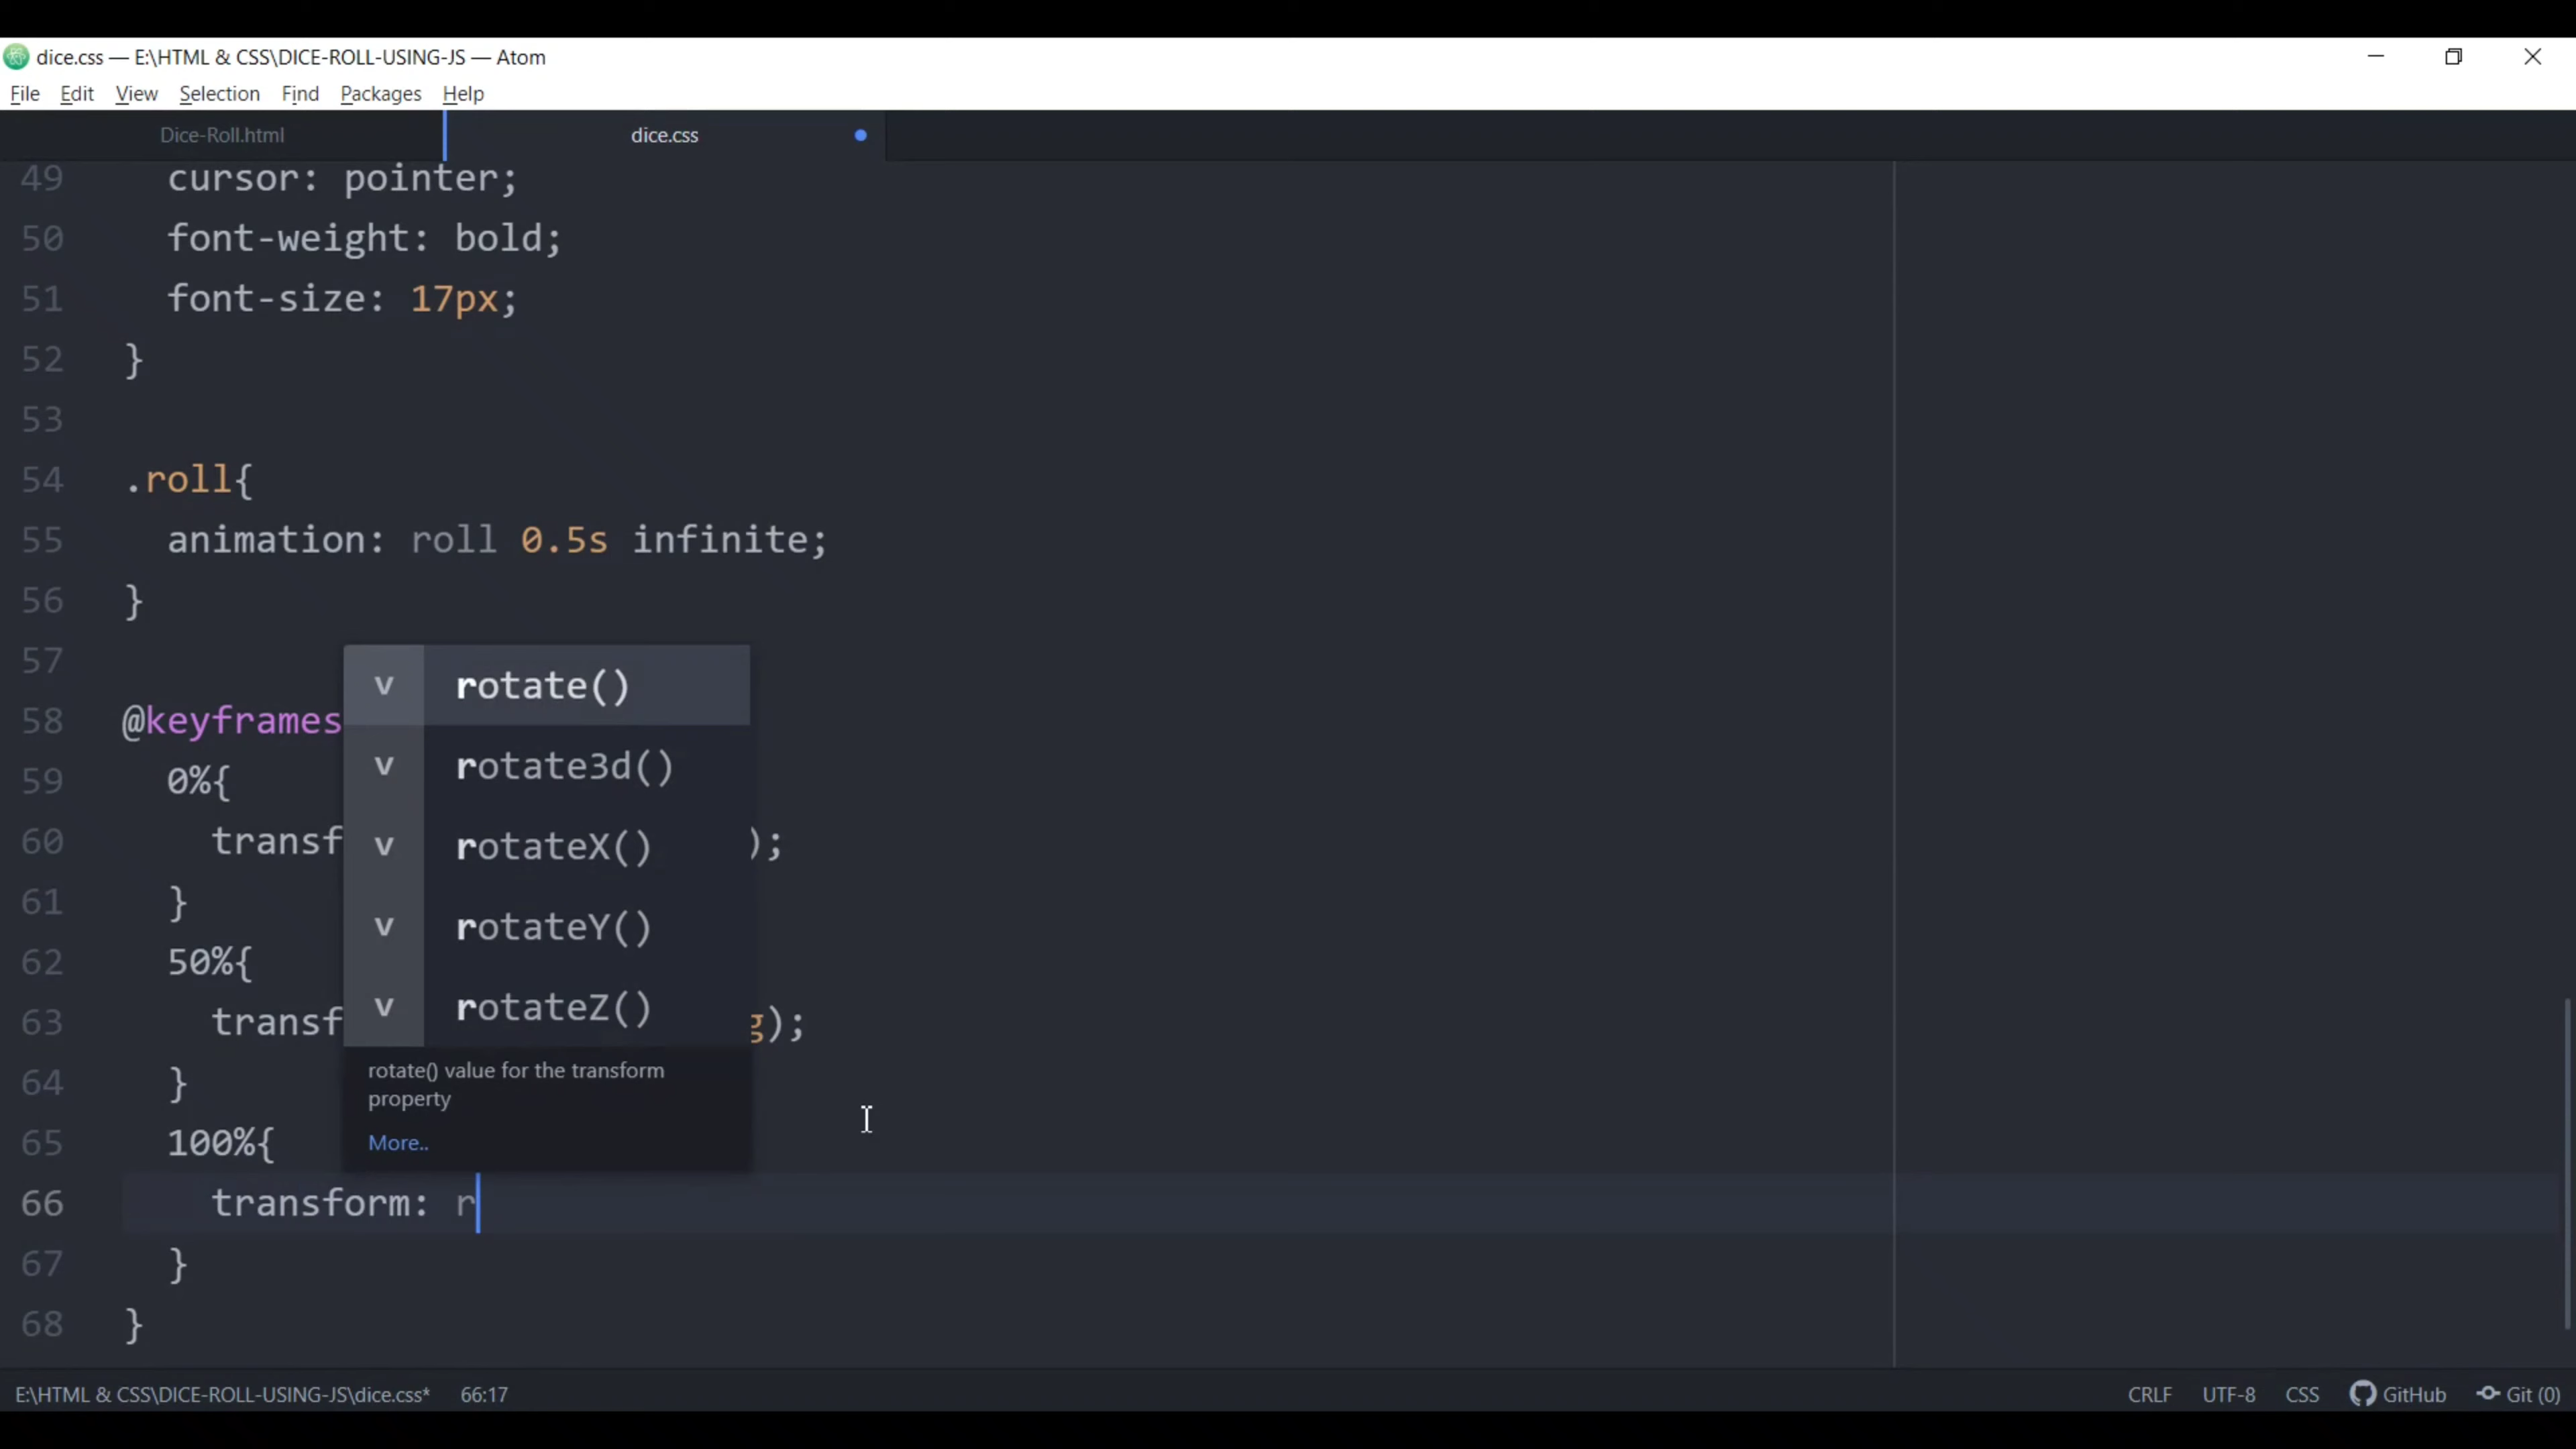 dice.css — E:\HTML & CSS\DICE-ROLL-USING-JS — Atom
File Edit View Selection Find Packages Help
Dice-Roll.html dice.css
49 cursor: pointer;
50 font-weight: bold;
51 font-size: 17px;
52 }
53
54 .roll{
55 animation: roll 0.5s infinite;
56 }
57
v rotate()
58 @keyframes
v rotate3d()
59 0%{
60 transf );
v rotateX()
61 }
v rotateY()
62 50%{
v rotateZ()
63 transf g);
rotate() value for the transform
64 }
property
65 100%{
More..
66 transform: r
67 }
68 }
E:\HTML & CSS\DICE-ROLL-USING-JS\dice.css* 66:17 CRLF UTF-8 CSS GitHub Git (0)